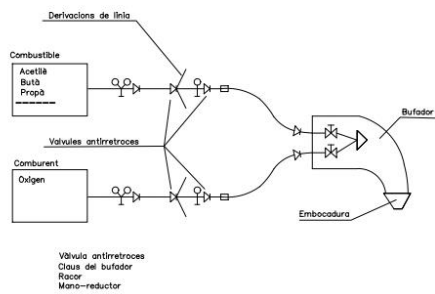 Derivacions de línia
Combustible
Acetilè
Butà
Propà
Bufador
Valvules antirretroces
Comburent
Oxigen
Embocadura
Vàlvula antirretroces
Claus del bufador
Racor
Mano-reductor